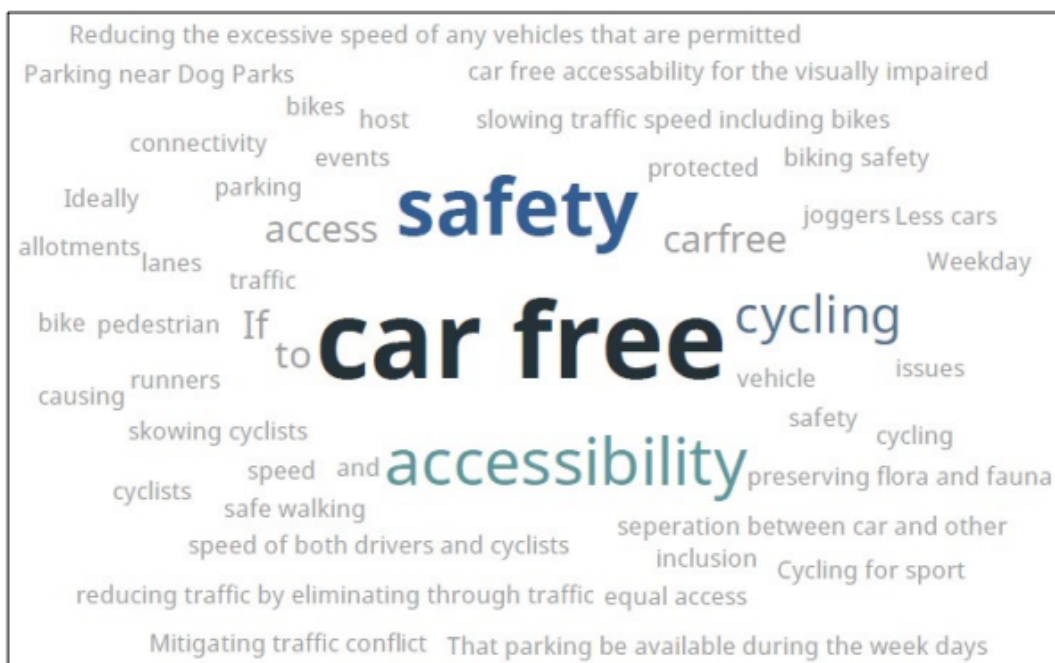 Reducing the excessive speed of any vehicles that are permitted
Parking near Dog Parks
car free accessability for the visually impaired
bikes
host
slowing traffic speed including bikes
connectivity
events
protected
biking safety
Ideally
parking
safety
joggers
Less cars
access
carfree
allotments
lanes
Weekday
traffic
bike
pedestrian
If
to
car free
cycling
runners
vehicle
issues
causing
safety
skowing cyclists
cycling
speed
and
accessibility
preserving flora and fauna
cyclists
safe walking
seperation between car and other
speed of both drivers and cyclists
inclusion
Cycling for sport
reducing traffic by eliminating through traffic
equal access
Mitigating traffic conflict
That parking be available during the week days